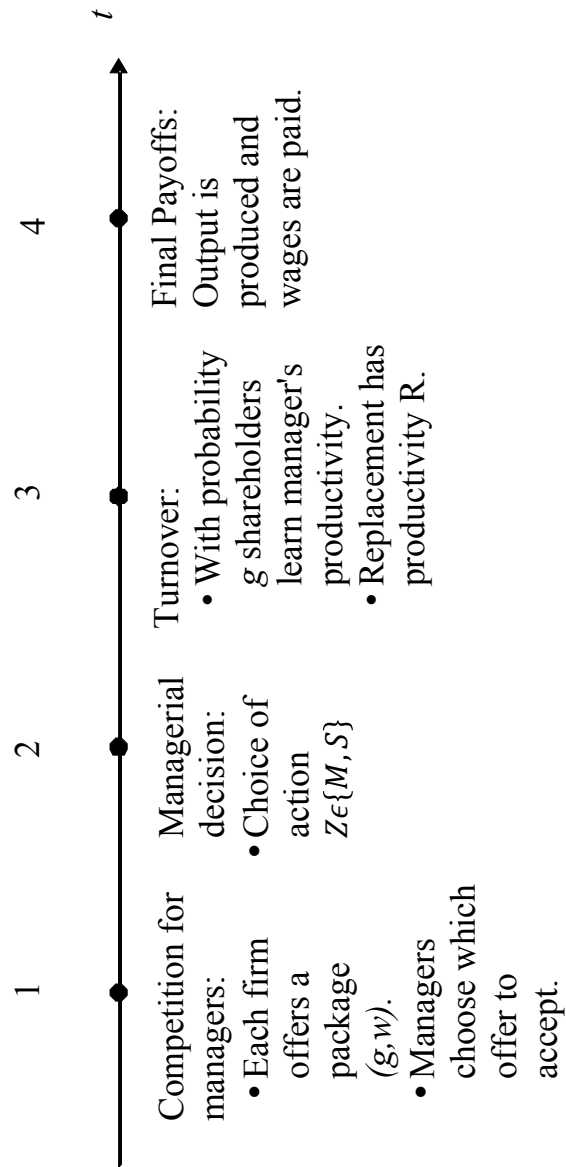 1
2
3
4
t
Competition for
managers:
•Each firm
offers a
package
(g,w).
•Managers
choose which
offer to
accept.
Managerial
decision:
•Choice of
action
Zϵ{M,S}
Turnover:
•With probability
g shareholders
learn manager's
productivity.
•Replacement has
productivity R.
Final Payoffs:
Output is
produced and
wages are paid.